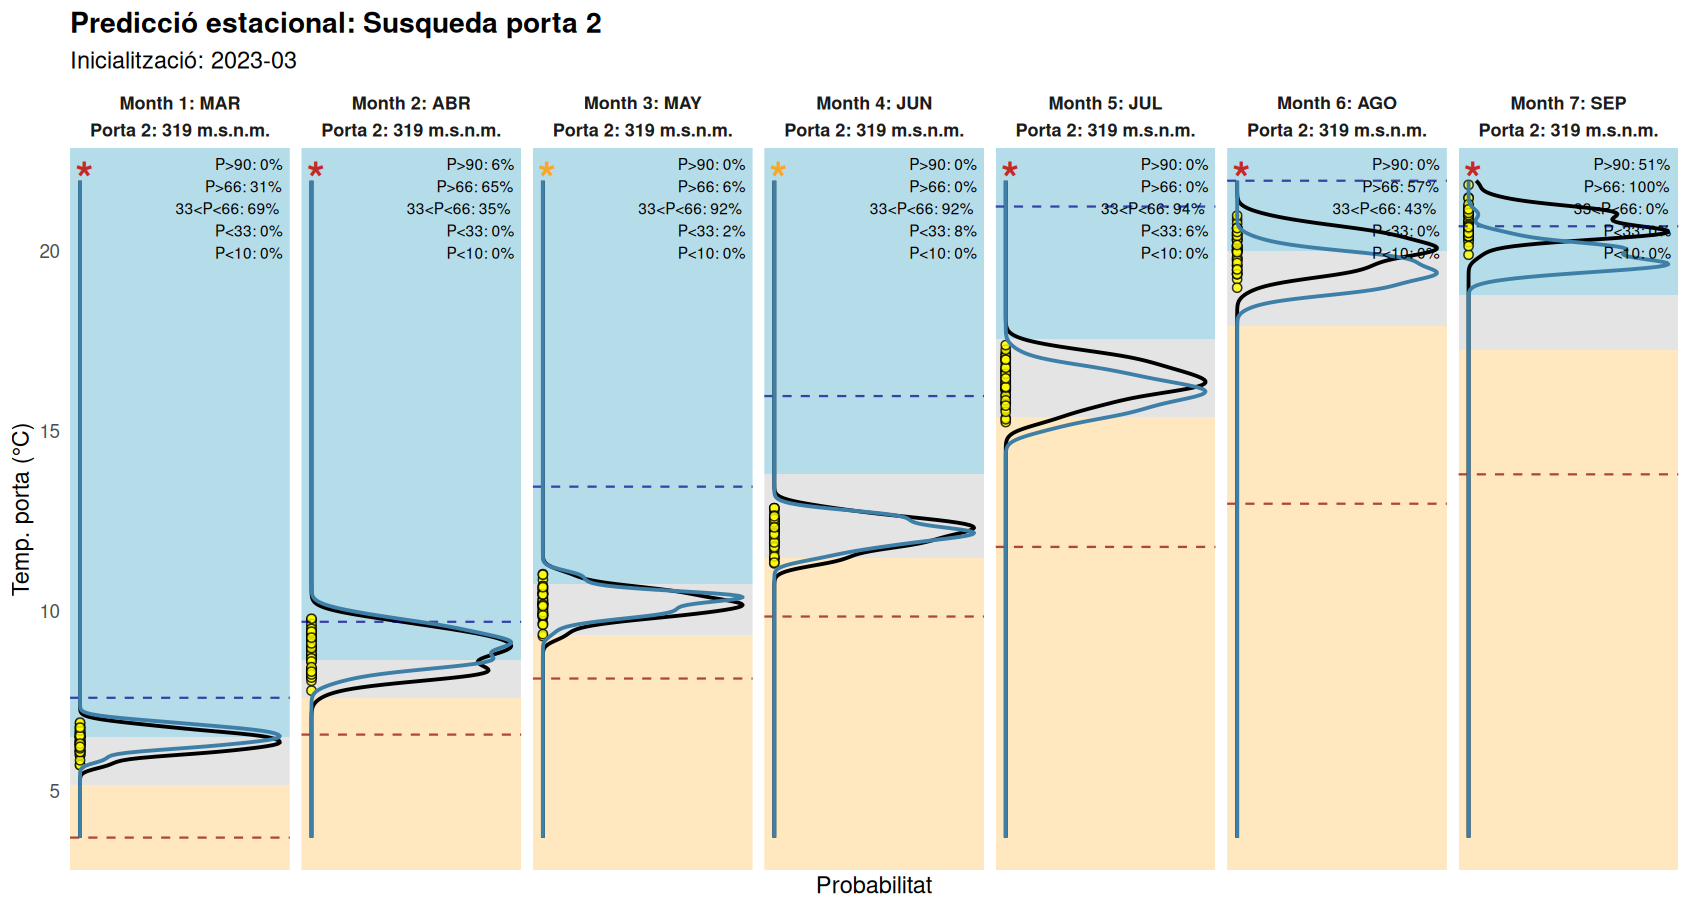 Predicció estacional: Susqueda porta 2
Inicialització: 2023-03
Month 1: MAR
Porta 2: 319 m.s.n.m.
Month 2: ABR
Porta 2: 319 m.s.n.m.
Month 3: MAY
Porta 2: 319 m.s.n.m.
Month 4: JUN
Porta 2: 319 m.s.n.m.
Month 5: JUL
Porta 2: 319 m.s.n.m.
Month 6: AGO
Porta 2: 319 m.s.n.m.
Month 7: SEP
Porta 2: 319 m.s.n.m.
*
P>90: 0%
P>66: 31%
33<P<66: 69%
P<33: 0%
P<10: 0%
*
P>90: 6%
P>66: 65%
33<P<66: 35%
P<33: 0%
P<10: 0%
*
P>90: 0%
P>66: 6%
33<P<66: 92%
P<33: 2%
P<10: 0%
*
P>90: 0%
P>66: 0%
33<P<66: 92%
P<33: 8%
P<10: 0%
*
P>90: 0%
P>66: 0%
33<P<66: 94%
P<33: 6%
P<10: 0%
*
P>90: 0%
P>66: 57%
33<P<66: 43%
P<33: 0%
P<10: 0%
*
P>90: 51%
P>66: 100%
33<P<66: 0%
P<33: 0%
P<10: 0%
Temp. porta (°C)
20
15
10
5
Probabilitat